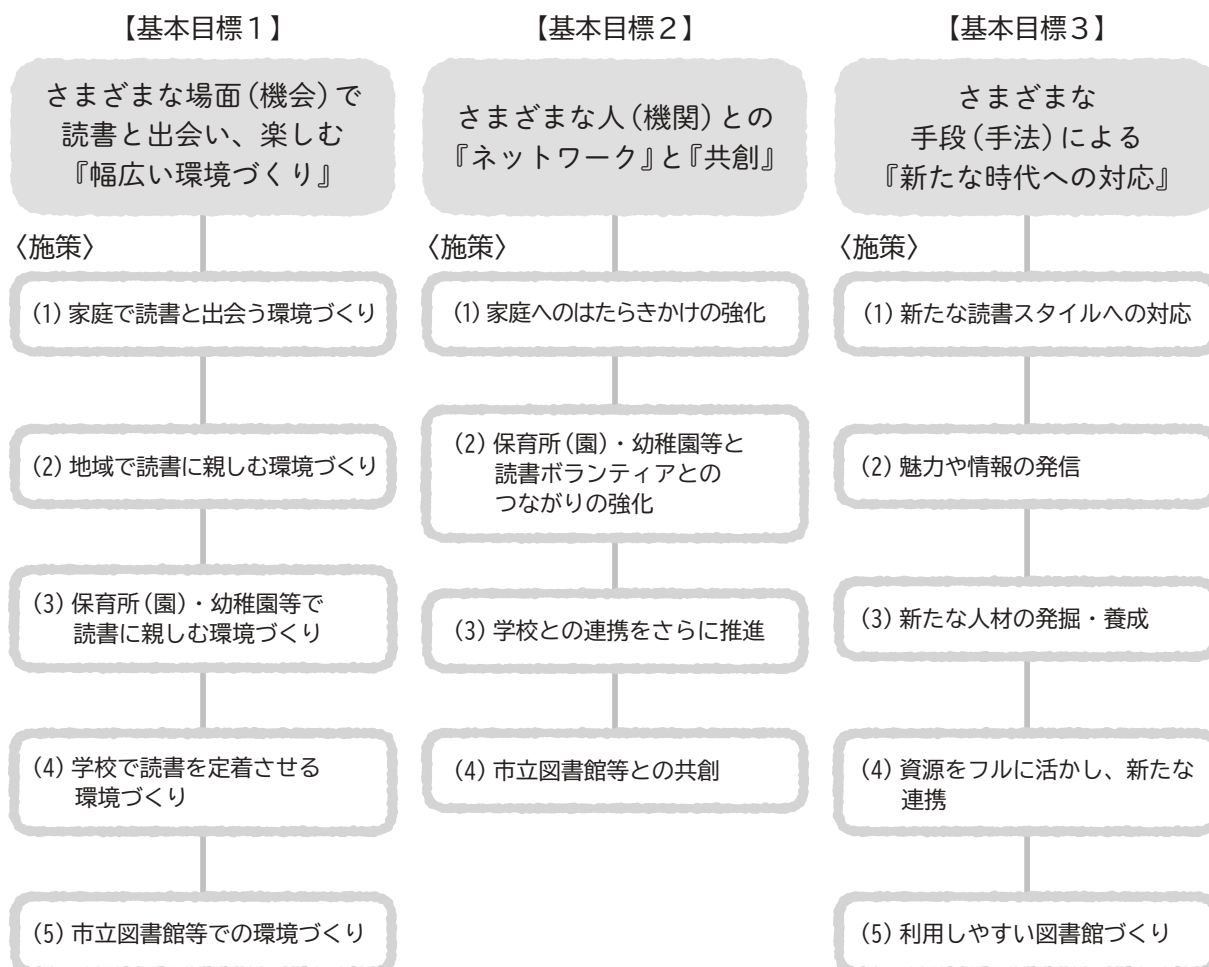 【基本目標１】
さまざまな場面(機会)で
読書と出会い、楽しむ
『幅広い環境づくり』
〈施策〉
(1) 家庭で読書と出会う環境づくり
(2) 地域で読書に親しむ環境づくり
(3) 保育所(園)・幼稚園等で
読書に親しむ環境づくり
(4) 学校で読書を定着させる
環境づくり
(5) 市立図書館等での環境づくり
【基本目標２】
さまざまな人(機関)との
『ネットワーク』と『共創』
〈施策〉
(1) 家庭へのはたらきかけの強化
(2) 保育所(園)・幼稚園等と
読書ボランティアとの
つながりの強化
(3) 学校との連携をさらに推進
(4) 市立図書館等との共創
【基本目標３】
さまざまな
手段(手法)による
『新たな時代への対応』
〈施策〉
(1) 新たな読書スタイルへの対応
(2) 魅力や情報の発信
(3) 新たな人材の発掘・養成
(4) 資源をフルに活かし、新たな
連携
(5) 利用しやすい図書館づくり